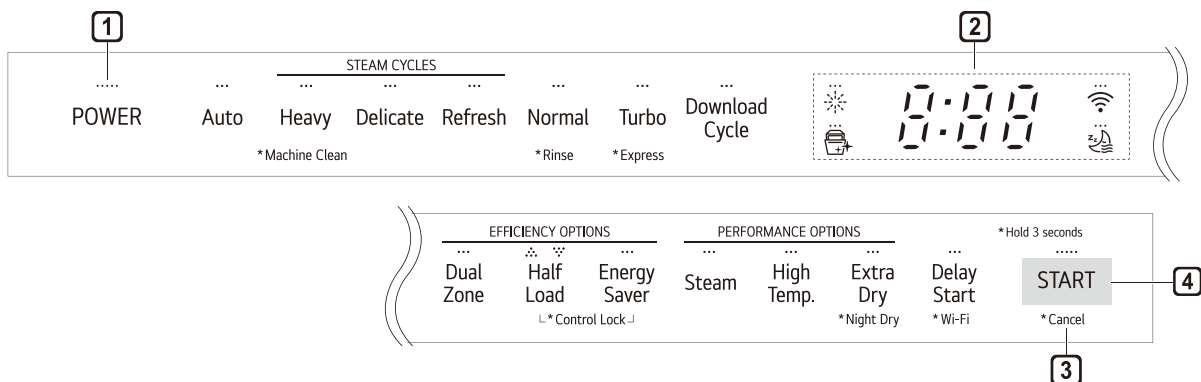 1
2
STEAM CYCLES
POWER
Auto
Heavy
Delicate
Refresh
Normal
Turbo
Download
Cycle
8:88
*Machine Clean
*Rinse
*Express
EFFICIENCY OPTIONS
PERFORMANCE OPTIONS
*Hold 3 seconds
Dual
Zone
Half
Load
Energy
Saver
Steam
High
Temp.
Extra
Dry
Delay
Start
START
4
*Control Lock
*Night Dry
*Wi-Fi
*Cancel
3